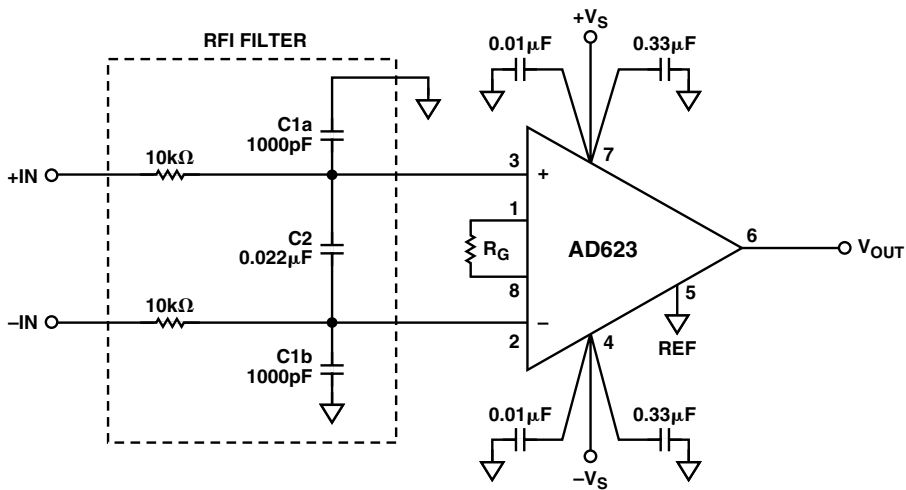 RFI FILTER
+V_S
0.01μF
0.33μF
C1a
1000pF
10kΩ
+IN
3
+
7
1
C2
0.022μF
R_G
AD623
6
V_OUT
8
5
10kΩ
–IN
–
2
4
REF
C1b
1000pF
0.01μF
0.33μF
–V_S